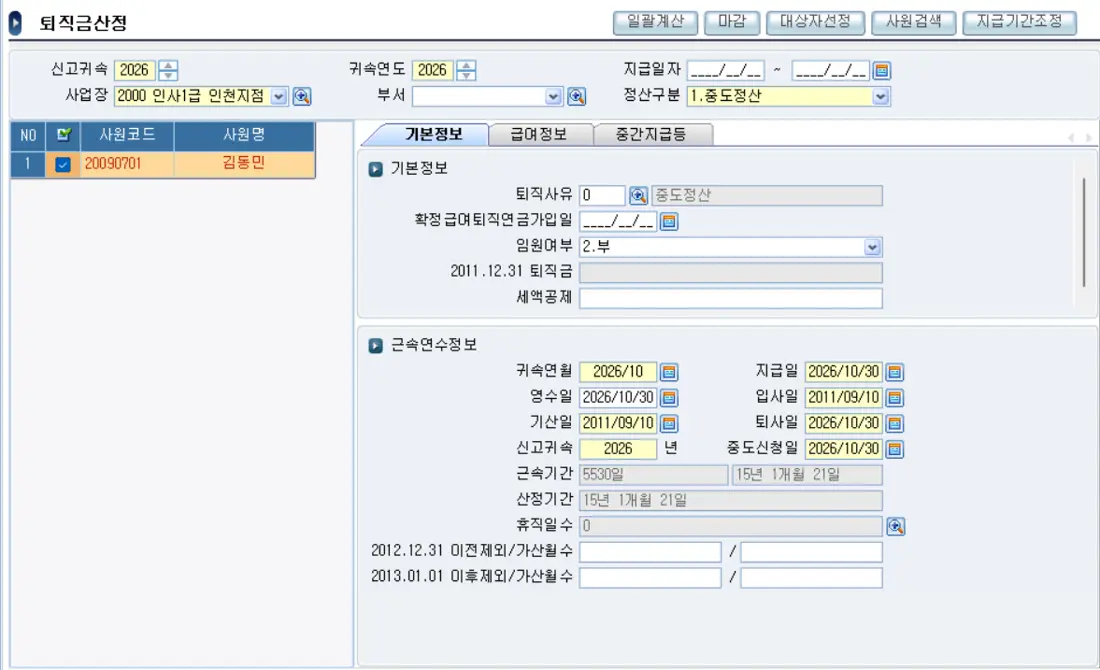 퇴직금산정 일괄계산 마감 대상자선정 사원검색 지급기간조정
신고귀속 2026 귀속연도 2026 지급일자 ____/__/__ ~ ____/__/__
사업장 2000 인사1급 인천지점 부서 정산구분 1.중도정산
NO 사원코드 사원명
1 20090701 김동민
기본정보 급여정보 중간지급등
기본정보
퇴직사유 0 중도정산
확정급여퇴직연금가입일 ____/__/__
임원여부 2.부
2011.12.31 퇴직금
세액공제
근속연수정보
귀속연월 2026/10 지급일 2026/10/30
영수일 2026/10/30 입사일 2011/09/10
기산일 2011/09/10 퇴사일 2026/10/30
신고귀속 2026 년 중도신청일 2026/10/30
근속기간 5530일 15년 1개월 21일
산정기간 15년 1개월 21일
휴직일수 0
2012.12.31 이전제외/가산월수 /
2013.01.01 이후제외/가산월수 /